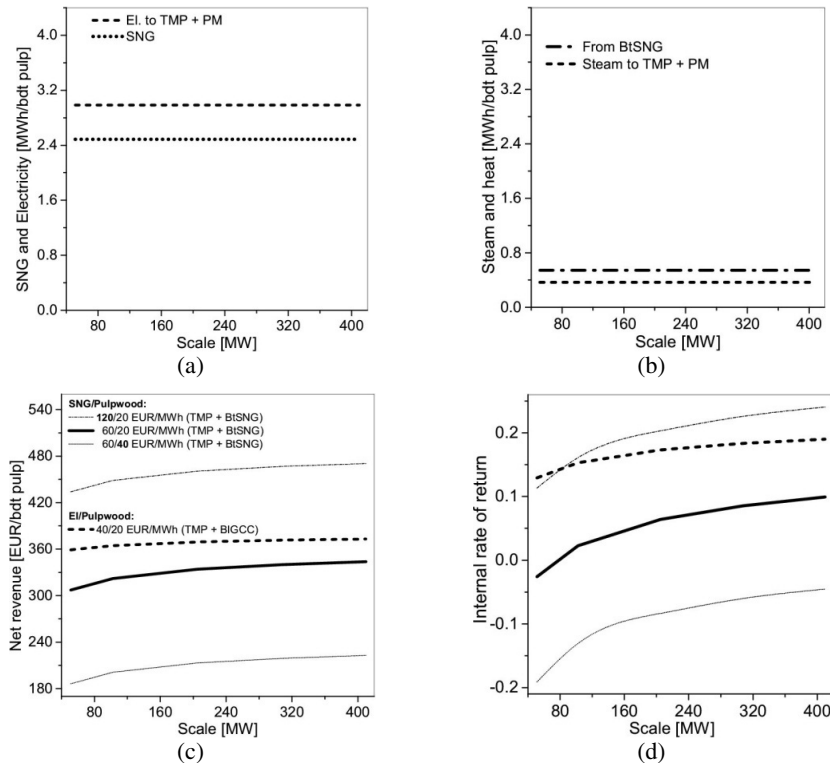 El. to TMP + PM
SNG
SNG and Electricity [MWh/bdt pulp]
4.0
3.2
2.4
1.6
0.8
0.0
80 160 240 320 400
Scale [MW]
(a)
From BtSNG
Steam to TMP + PM
Steam and heat [MWh/bdt pulp]
4.0
3.2
2.4
1.6
0.8
0.0
80 160 240 320 400
Scale [MW]
(b)
SNG/Pulpwood:
120/20 EUR/MWh (TMP + BtSNG)
60/20 EUR/MWh (TMP + BtSNG)
60/40 EUR/MWh (TMP + BtSNG)
El/Pulpwood:
40/20 EUR/MWh (TMP + BIGCC)
Net revenue [EUR/bdt pulp]
540
480
420
360
300
240
180
80 160 240 320 400
Scale [MW]
(c)
Internal rate of return
0.2
0.1
0.0
-0.1
-0.2
80 160 240 320 400
Scale [MW]
(d)